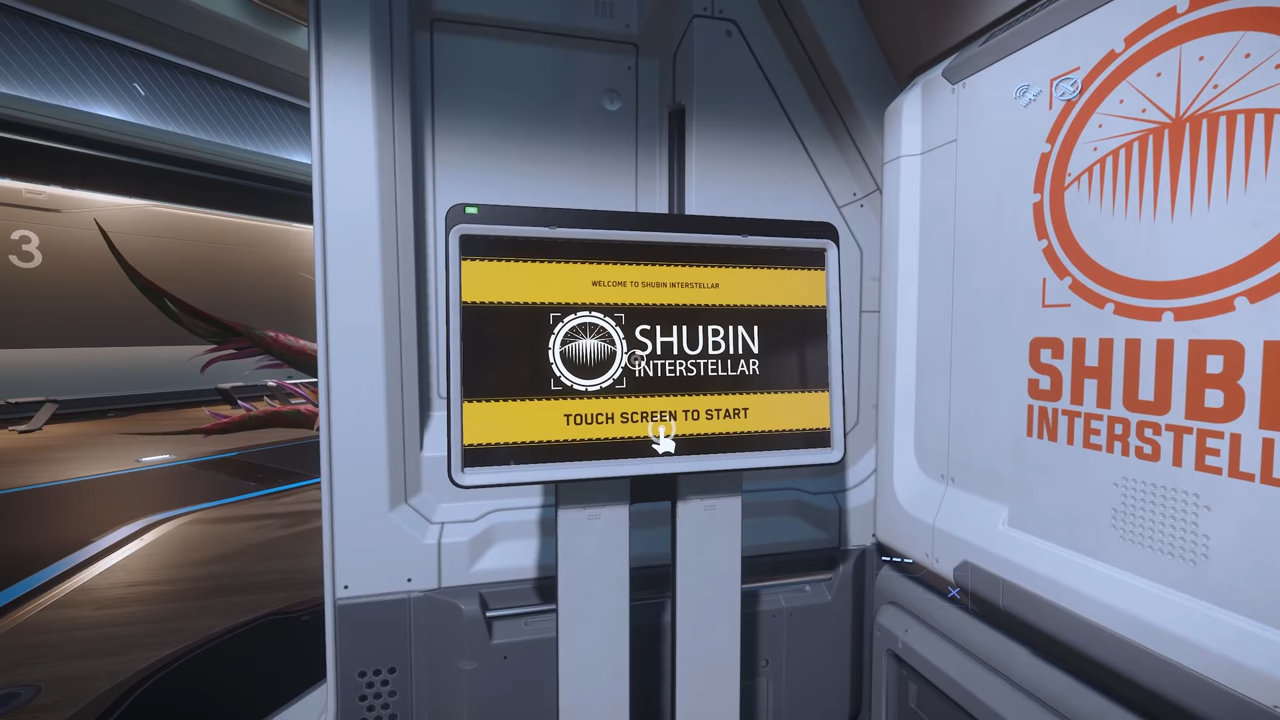 3
WELCOME TO SHUBIN INTERSTELLAR
SHUBIN
INTERSTELLAR
TOUCH SCREEN TO START
SHUBI
INTERSTELL